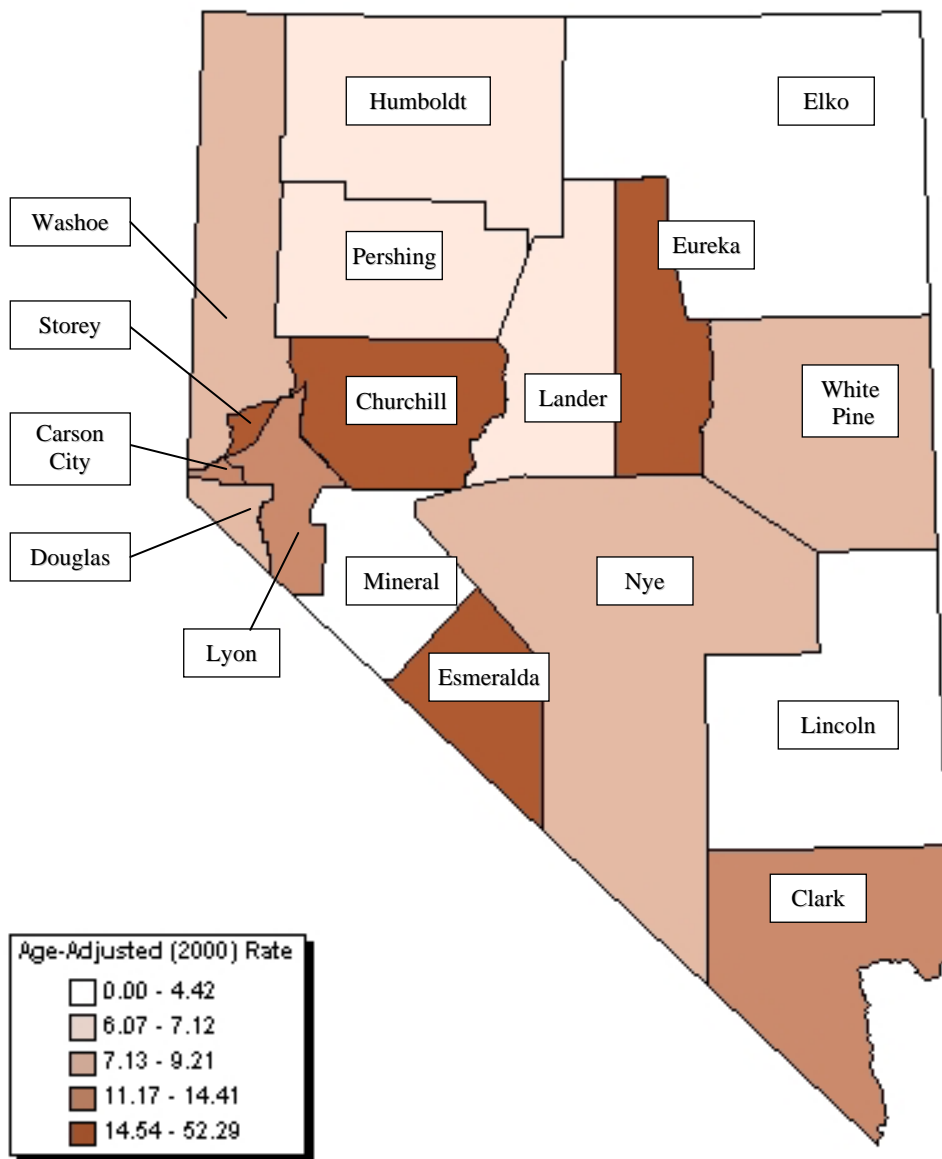 Humboldt
Elko
Washoe
Pershing
Eureka
Storey
Churchill
Lander
White
Pine
Carson
City
Douglas
Mineral
Nye
Lyon
Esmeralda
Lincoln
Clark
Age-Adjusted (2000) Rate
0.00 - 4.42
6.07 - 7.12
7.13 - 9.21
11.17 - 14.41
14.54 - 52.29